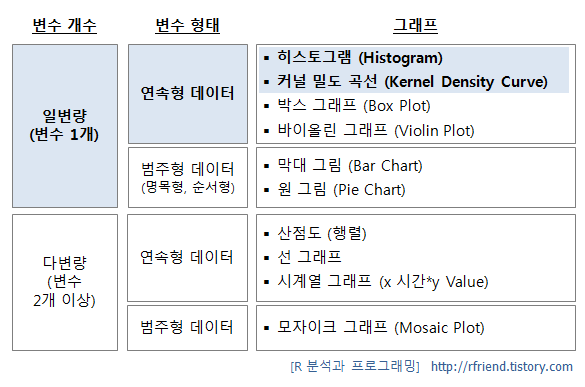 변수 개수 변수 형태 그래프
일변량
(변수 1개)
연속형 데이터
▪ 히스토그램 (Histogram)
▪ 커널 밀도 곡선 (Kernel Density Curve)
▪ 박스 그래프 (Box Plot)
▪ 바이올린 그래프 (Violin Plot)
범주형 데이터
(명목형, 순서형)
▪ 막대 그림 (Bar Chart)
▪ 원 그림 (Pie Chart)
다변량
(변수
2개 이상)
연속형 데이터
▪ 산점도 (행렬)
▪ 선 그래프
▪ 시계열 그래프 (x 시간*y Value)
범주형 데이터
▪ 모자이크 그래프 (Mosaic Plot)
[R 분석과 프로그래밍] http://rfriend.tistory.com